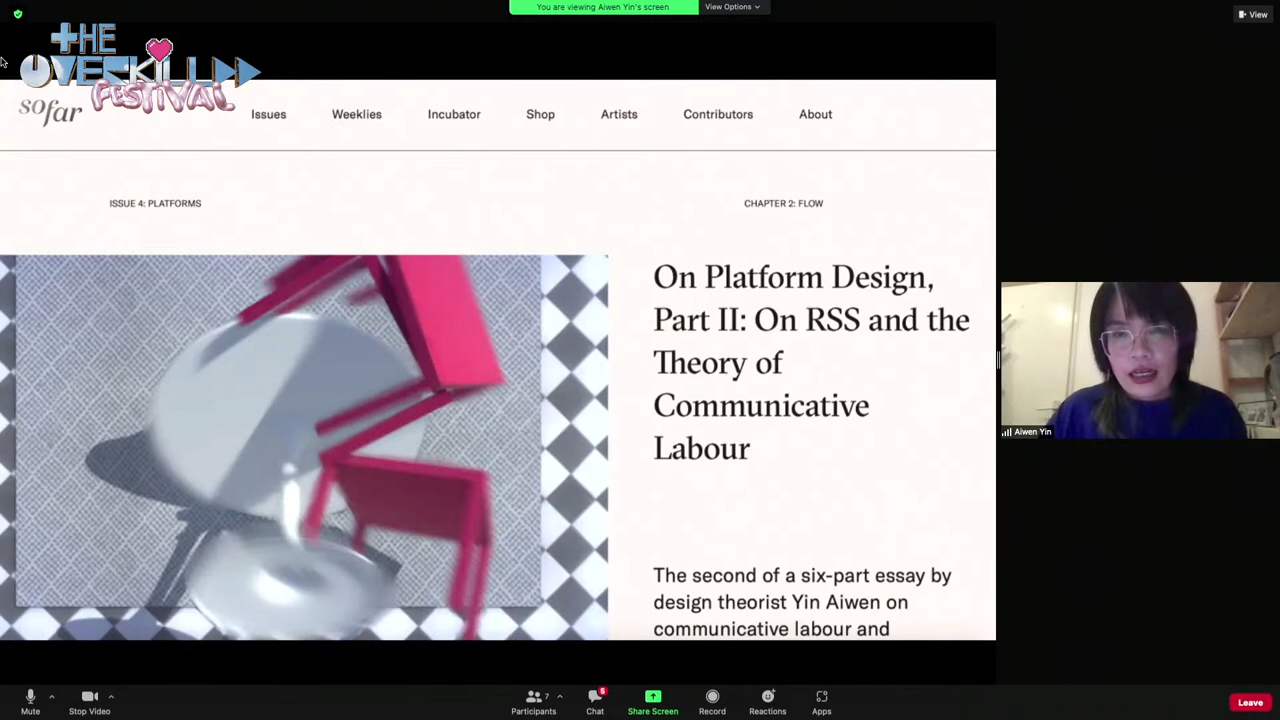 You are viewing Aiwen Yin's screen
View Options
View
THE
OVERKILL
FESTIVAL
so-far
Issues
Weeklies
Incubator
Shop
Artists
Contributors
About
ISSUE 4: PLATFORMS
CHAPTER 2: FLOW
On Platform Design,
Part II: On RSS and the
Theory of
Communicative
Labour
The second of a six-part essay by
design theorist Yin Aiwen on
communicative labour and
Aiwen Yin
Mute
Stop Video
7
Participants
5
Chat
Share Screen
Record
Reactions
Apps
Leave